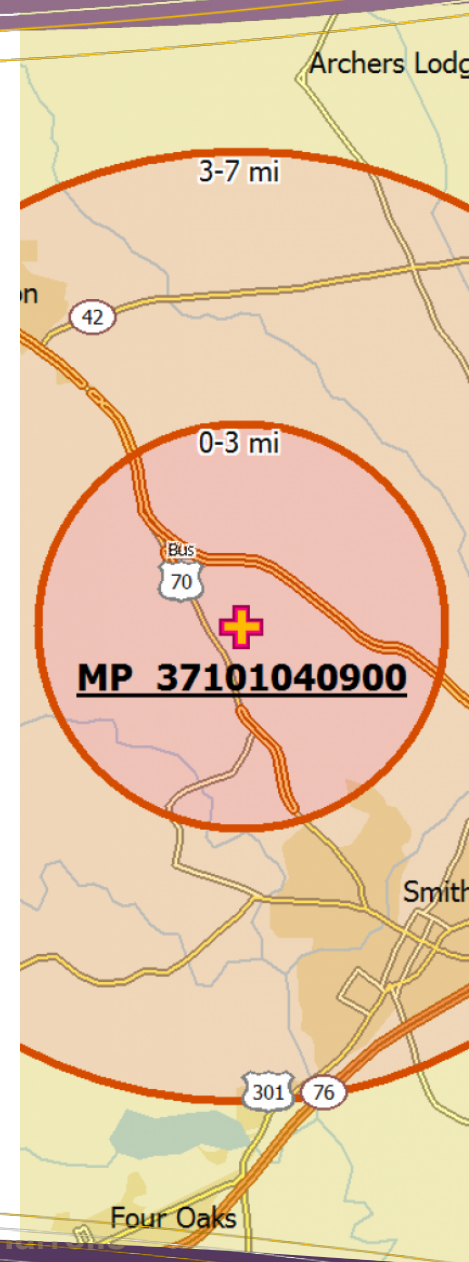 Archers Lodg
3-7 mi
on
42
0-3 mi
Bus
70
MP 37101040900
Smith
301
76
Four Oaks